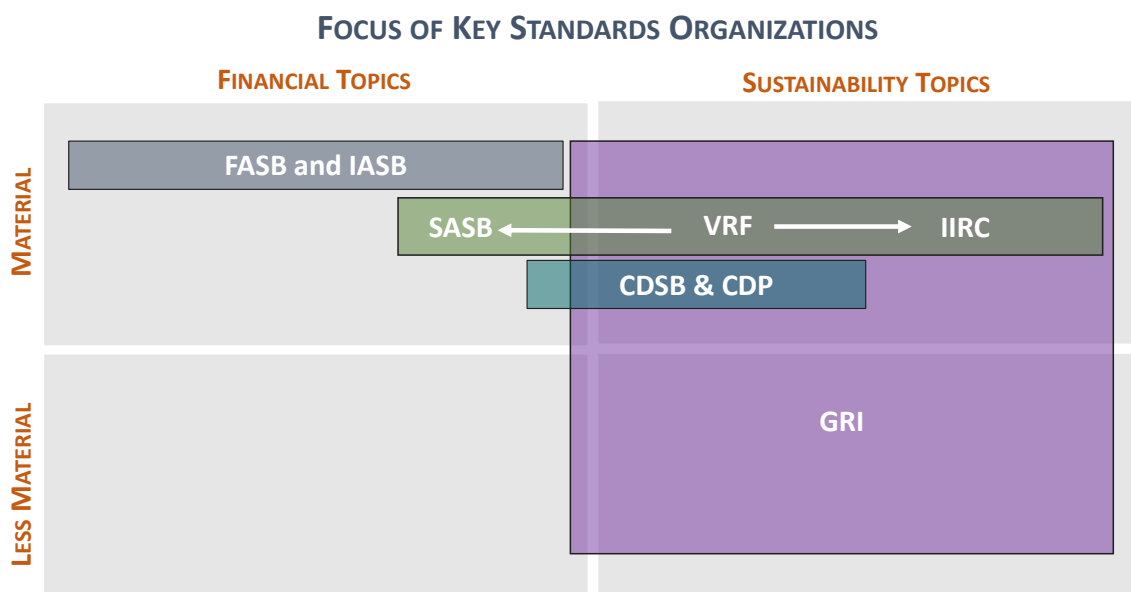 FOCUS OF KEY STANDARDS ORGANIZATIONS
FINANCIAL TOPICS
SUSTAINABILITY TOPICS
MATERIAL
FASB and IASB
SASB
VRF
IIRC
CDSB & CDP
LESS MATERIAL
GRI